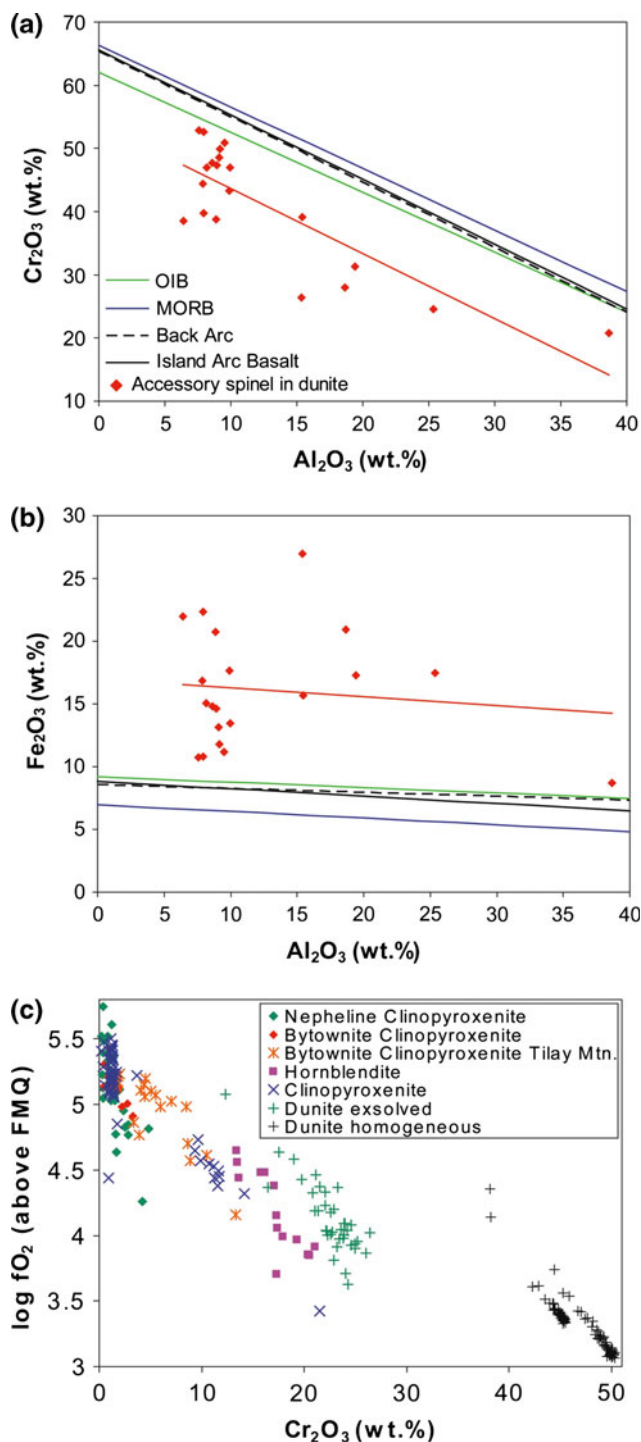 (a)
70
60
50
40
30
20
10
Cr₂O₃ (wt.%)
OIB
MORB
Back Arc
Island Arc Basalt
Accessory spinel in dunite
0 5 10 15 20 25 30 35 40
Al₂O₃ (wt.%)
(b)
30
25
20
15
10
5
0
Fe₂O₃ (wt.%)
0 5 10 15 20 25 30 35 40
Al₂O₃ (wt.%)
(c)
5.5
5
4.5
4
3.5
3
log fO₂ (above FMQ)
Nepheline Clinopyroxenite
Bytownite Clinopyroxenite
Bytownite Clinopyroxenite Tilay Mtn.
Hornblendite
Clinopyroxenite
Dunite exsolved
Dunite homogeneous
0 10 20 30 40 50
Cr₂O₃ (wt.%)